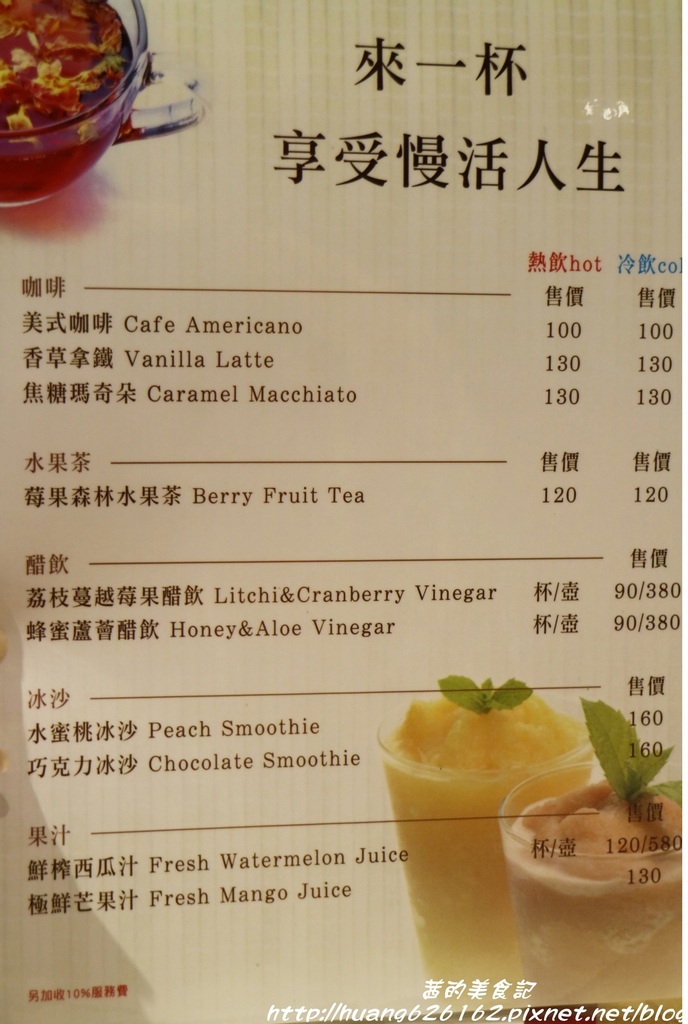 來一杯
享受慢活人生
熱飲hot 冷飲col
咖啡 售價 售價
美式咖啡 Cafe Americano 100 100
香草拿鐵 Vanilla Latte 130 130
焦糖瑪奇朵 Caramel Macchiato 130 130
水果茶 售價 售價
莓果森林水果茶 Berry Fruit Tea 120 120
醋飲 售價
荔枝蔓越莓果醋飲 Litchi&Cranberry Vinegar 杯/壺 90/380
蜂蜜蘆薈醋飲 Honey&Aloe Vinegar 杯/壺 90/380
冰沙 售價
水蜜桃冰沙 Peach Smoothie 160
巧克力冰沙 Chocolate Smoothie 160
果汁 售價
鮮榨西瓜汁 Fresh Watermelon Juice 杯/壺 120/580
極鮮芒果汁 Fresh Mango Juice 130
另加收10%服務費
茜的美食記
http://huang626162.pixnet.net/blog